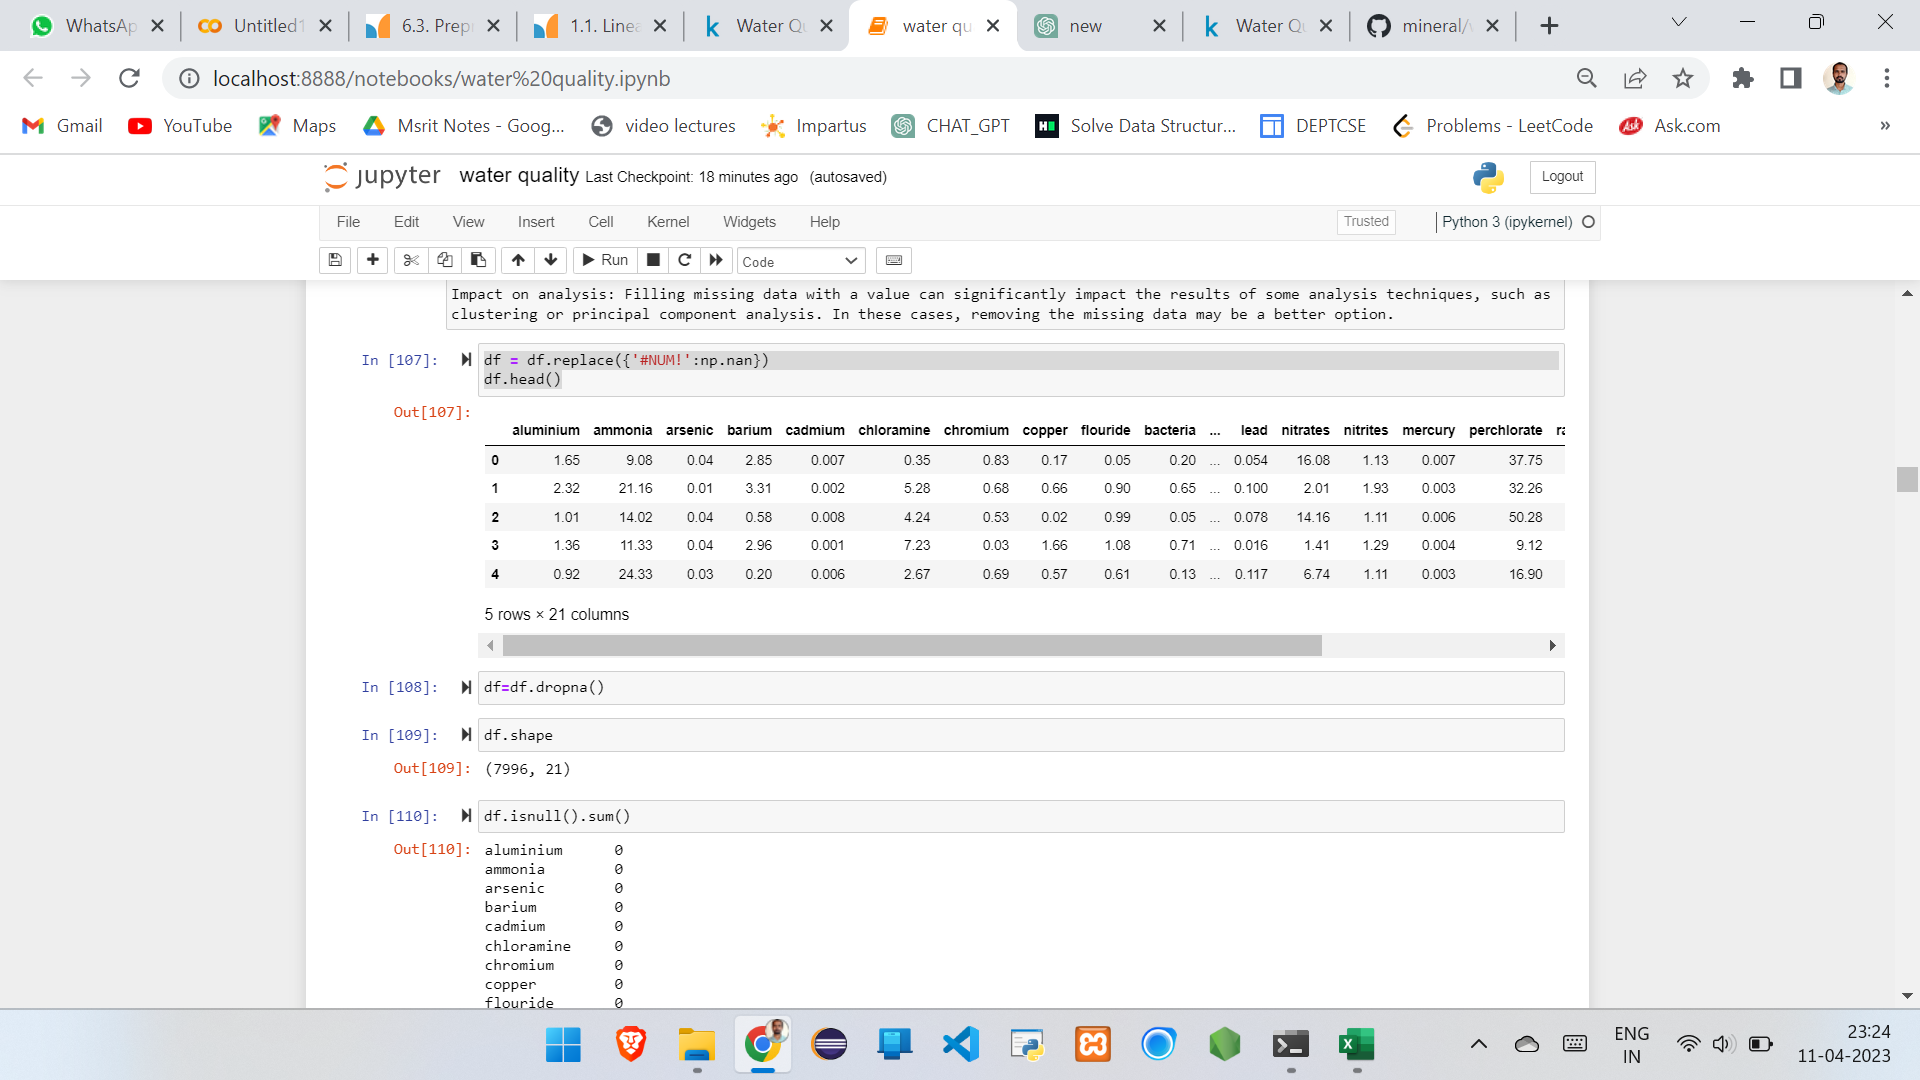 WhatsAp
Untitled1
6.3. Prepr
1.1. Linea
Water Qu
water qu
new
Water Qu
mineral/
localhost:8888/notebooks/water%20quality.ipynb
Gmail
YouTube
Maps
Msrit Notes - Goog...
video lectures
Impartus
CHAT_GPT
Solve Data Structur...
DEPTCSE
Problems - LeetCode
Ask
Ask.com
»
jupyter water quality Last Checkpoint: 18 minutes ago (autosaved)
Logout
File Edit View Insert Cell Kernel Widgets Help
Trusted
Python 3 (ipykernel)
Run
Code
Impact on analysis: Filling missing data with a value can significantly impact the results of some analysis techniques, such as
clustering or principal component analysis. In these cases, removing the missing data may be a better option.
In [107]: df = df.replace({'#NUM!':np.nan})
df.head()
Out[107]:
aluminium ammonia arsenic barium cadmium chloramine chromium copper flouride bacteria ... lead nitrates nitrites mercury perchlorate ra
0 1.65 9.08 0.04 2.85 0.007 0.35 0.83 0.17 0.05 0.20 ... 0.054 16.08 1.13 0.007 37.75
1 2.32 21.16 0.01 3.31 0.002 5.28 0.68 0.66 0.90 0.65 ... 0.100 2.01 1.93 0.003 32.26
2 1.01 14.02 0.04 0.58 0.008 4.24 0.53 0.02 0.99 0.05 ... 0.078 14.16 1.11 0.006 50.28
3 1.36 11.33 0.04 2.96 0.001 7.23 0.03 1.66 1.08 0.71 ... 0.016 1.41 1.29 0.004 9.12
4 0.92 24.33 0.03 0.20 0.006 2.67 0.69 0.57 0.61 0.13 ... 0.117 6.74 1.11 0.003 16.90
5 rows × 21 columns
In [108]: df=df.dropna()
In [109]: df.shape
Out[109]: (7996, 21)
In [110]: df.isnull().sum()
Out[110]: aluminium 0
ammonia 0
arsenic 0
barium 0
cadmium 0
chloramine 0
chromium 0
copper 0
flouride 0
ENG
IN
23:24
11-04-2023